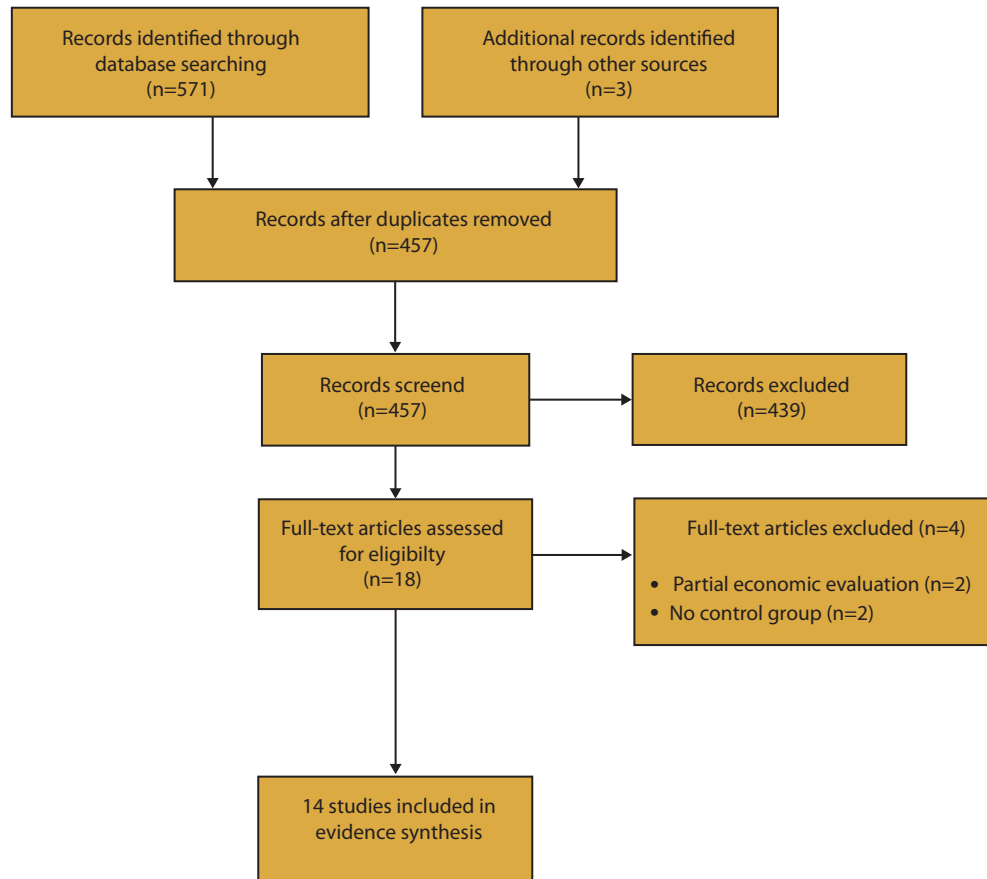 Records identified through
database searching
(n=571)
Additional records identified
through other sources
(n=3)
Records after duplicates removed
(n=457)
Records screend
(n=457)
Records excluded
(n=439)
Full-text articles assessed
for eligibilty
(n=18)
Full-text articles excluded (n=4)
• Partial economic evaluation (n=2)
• No control group (n=2)
14 studies included in
evidence synthesis